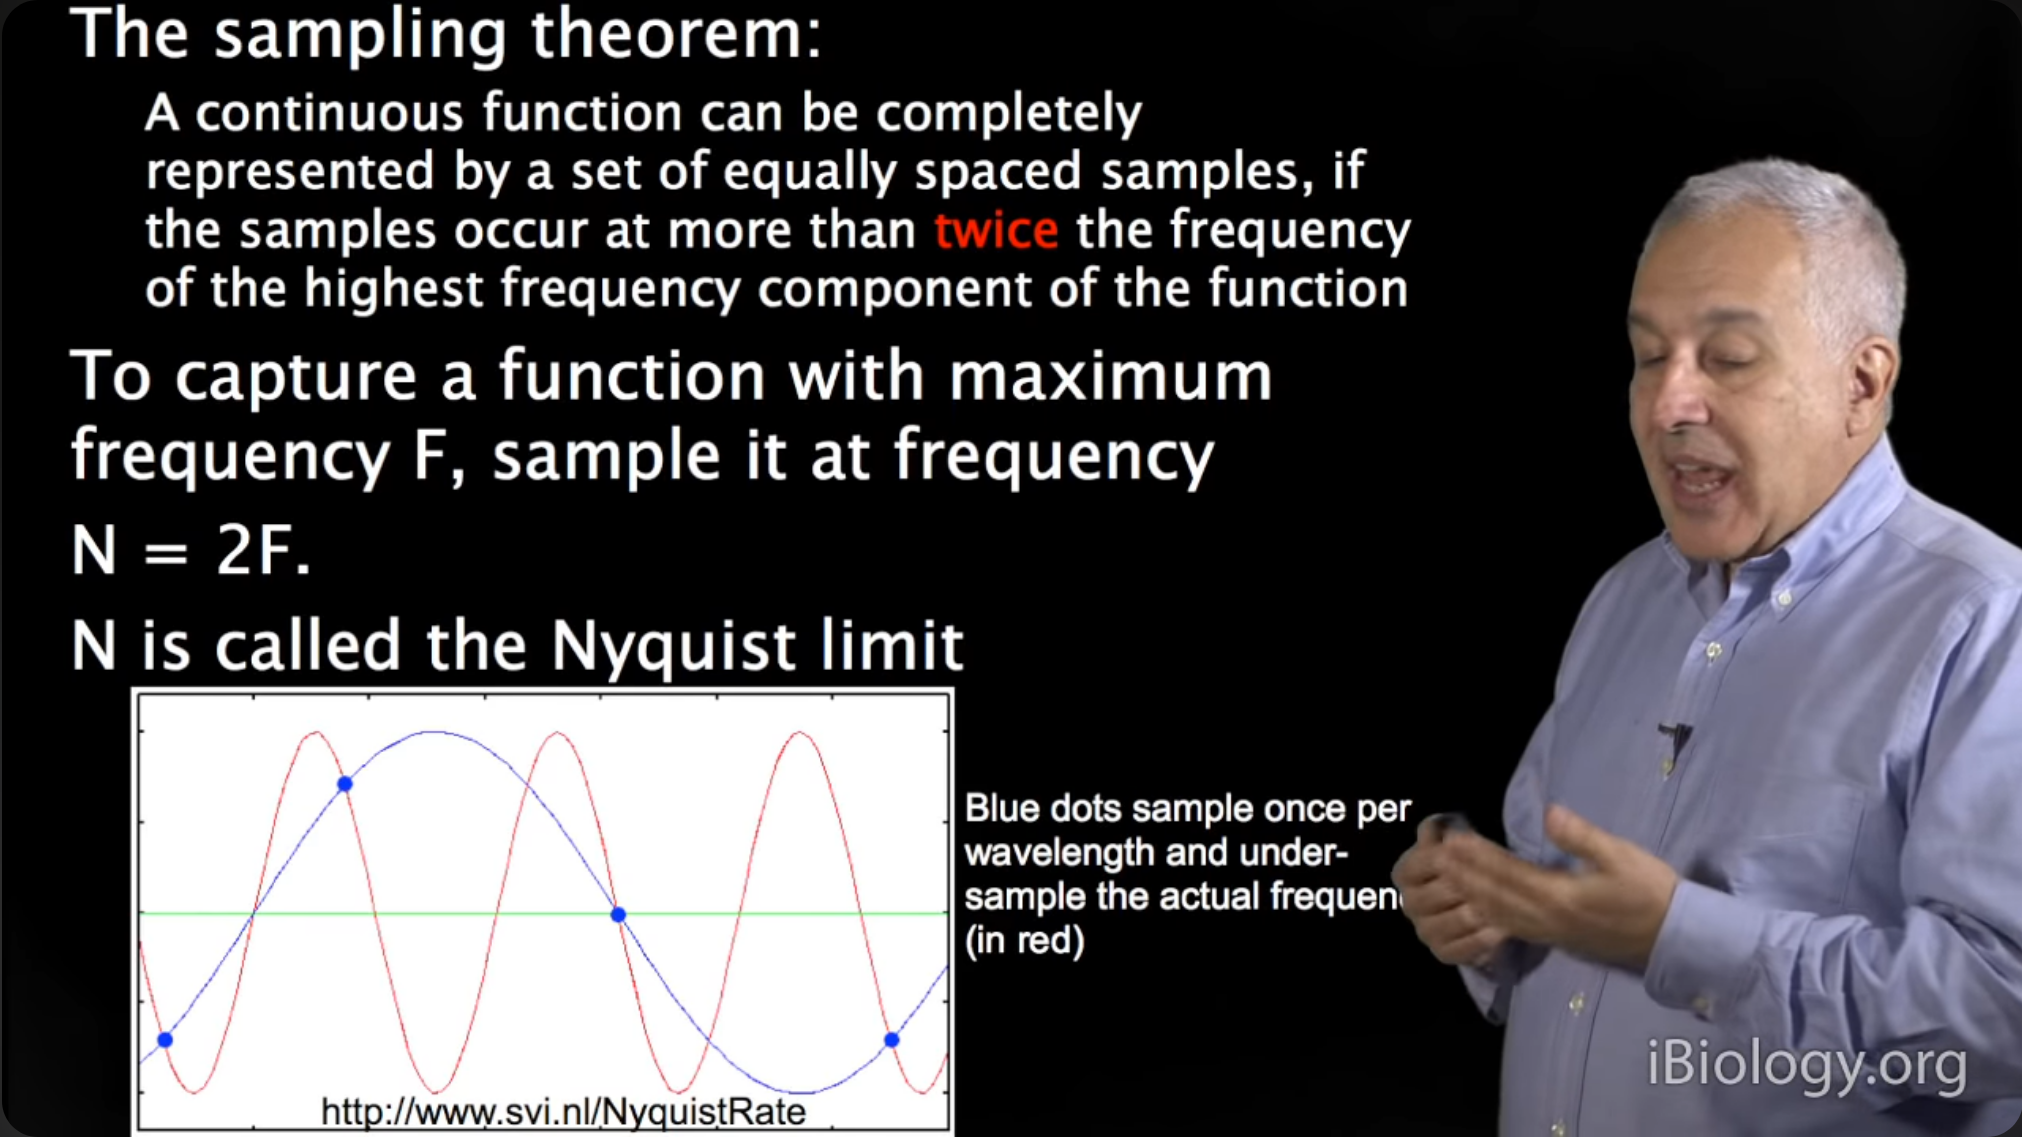 The sampling theorem:
A continuous function can be completely
represented by a set of equally spaced samples, if
the samples occur at more than twice the frequency
of the highest frequency component of the function
To capture a function with maximum
frequency F, sample it at frequency
N = 2F.
N is called the Nyquist limit
Blue dots sample once per
wavelength and under-
sample the actual frequen
(in red)
http://www.svi.nl/NyquistRate
iBiology.org